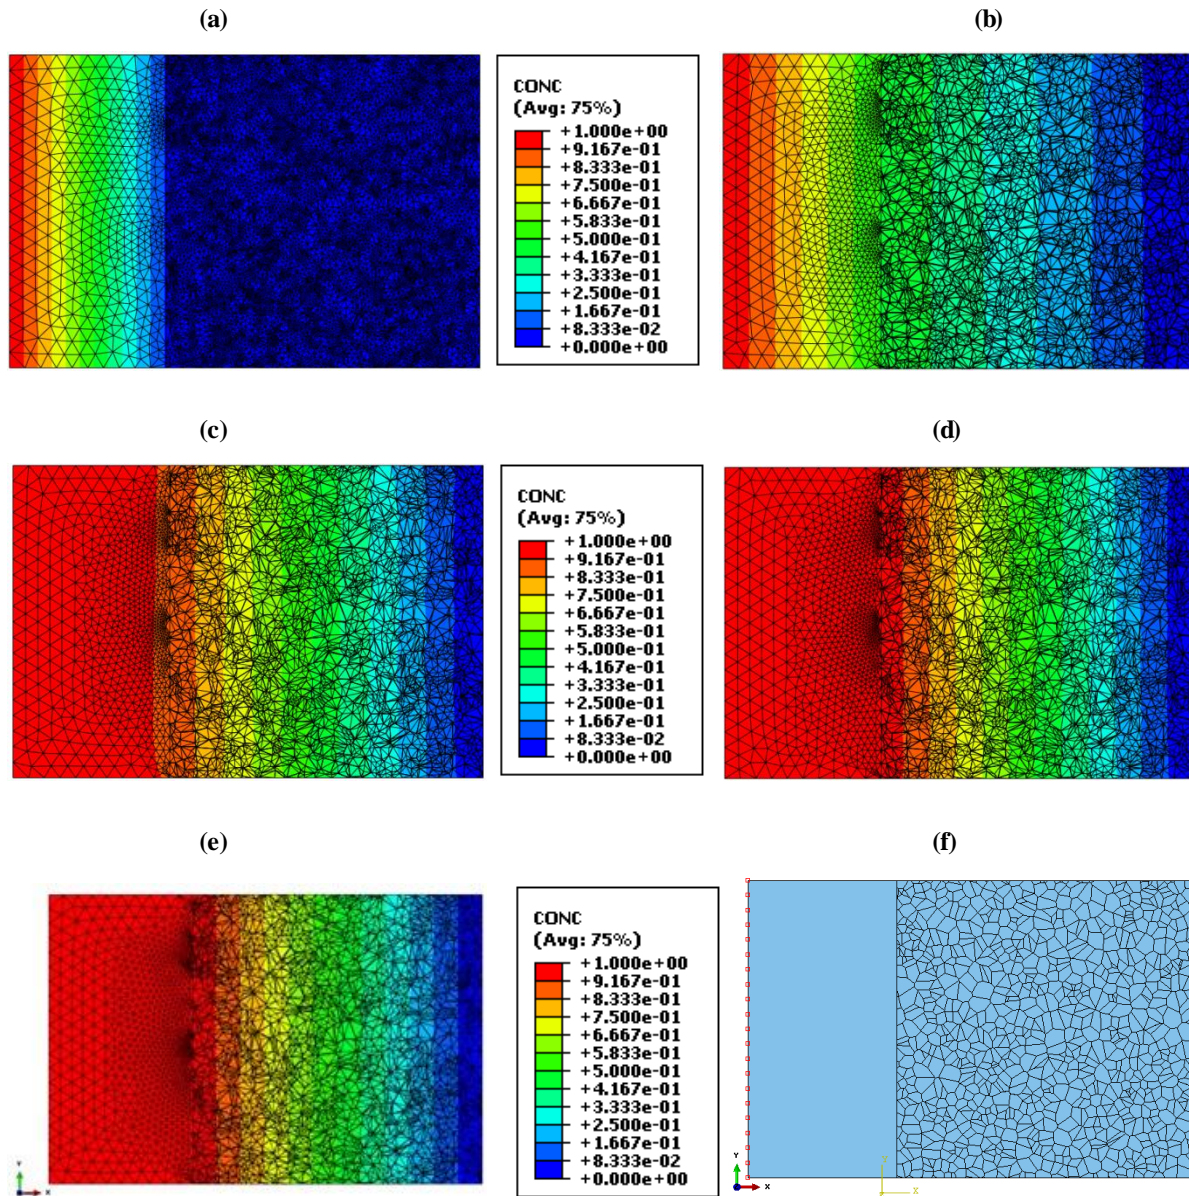 (a)
(b)
CONC
(Avg: 75%)
+1.000e+00
+9.167e-01
+8.333e-01
+7.500e-01
+6.667e-01
+5.833e-01
+5.000e-01
+4.167e-01
+3.333e-01
+2.500e-01
+1.667e-01
+8.333e-02
+0.000e+00
(c)
(d)
CONC
(Avg: 75%)
+1.000e+00
+9.167e-01
+8.333e-01
+7.500e-01
+6.667e-01
+5.833e-01
+5.000e-01
+4.167e-01
+3.333e-01
+2.500e-01
+1.667e-01
+8.333e-02
+0.000e+00
(e)
(f)
CONC
(Avg: 75%)
+1.000e+00
+9.167e-01
+8.333e-01
+7.500e-01
+6.667e-01
+5.833e-01
+5.000e-01
+4.167e-01
+3.333e-01
+2.500e-01
+1.667e-01
+8.333e-02
+0.000e+00
Y
X
Y
X
Y
X